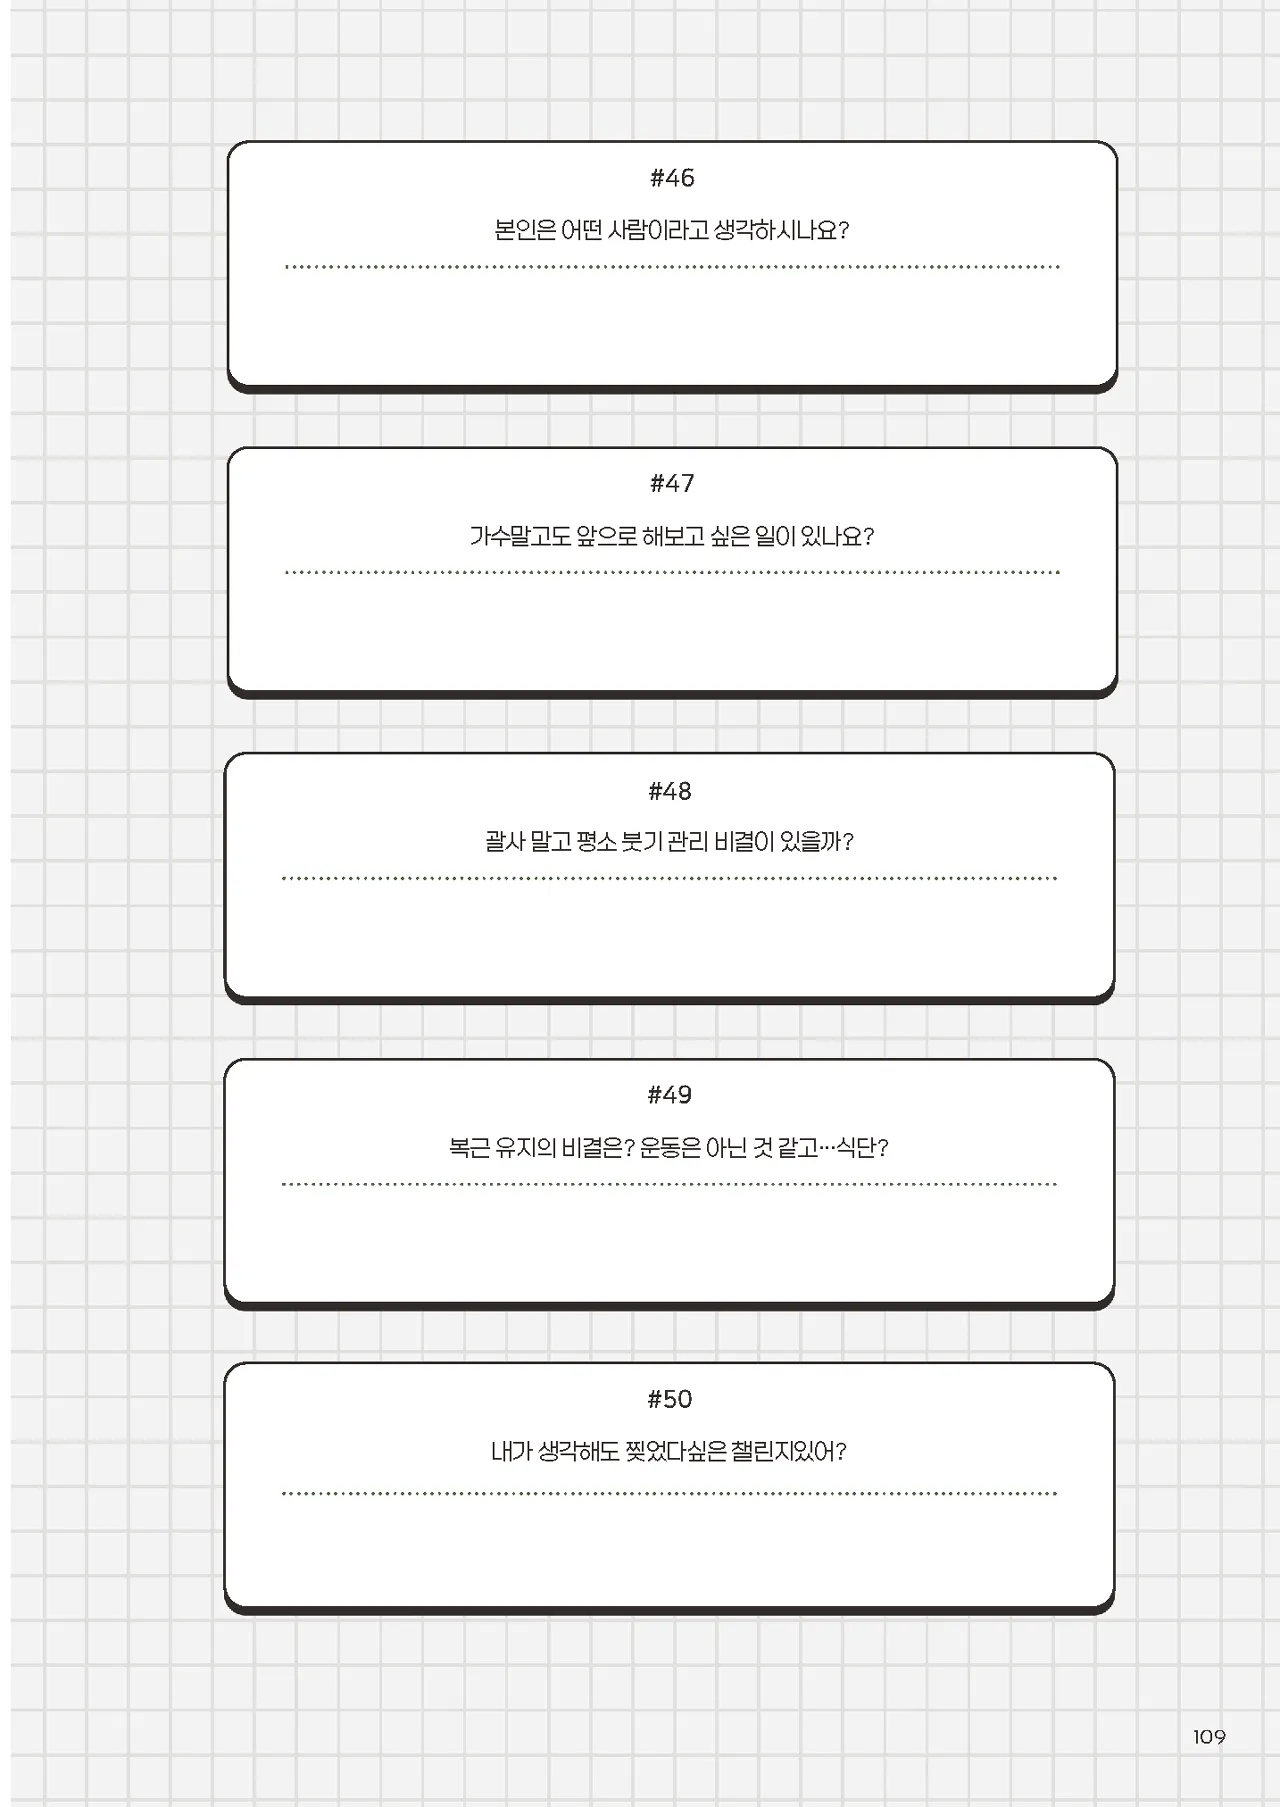 #46
본인은 어떤 사람이라고 생각하시나요?
#47
가수말고도 앞으로 해보고 싶은 일이 있나요?
#48
괄사 말고 평소 붓기 관리 비결이 있을까?
#49
복근 유지의 비결은? 운동은 아닌 것 같고…식단?
#50
내가 생각해도 찢었다싶은 챌린지있어?
109